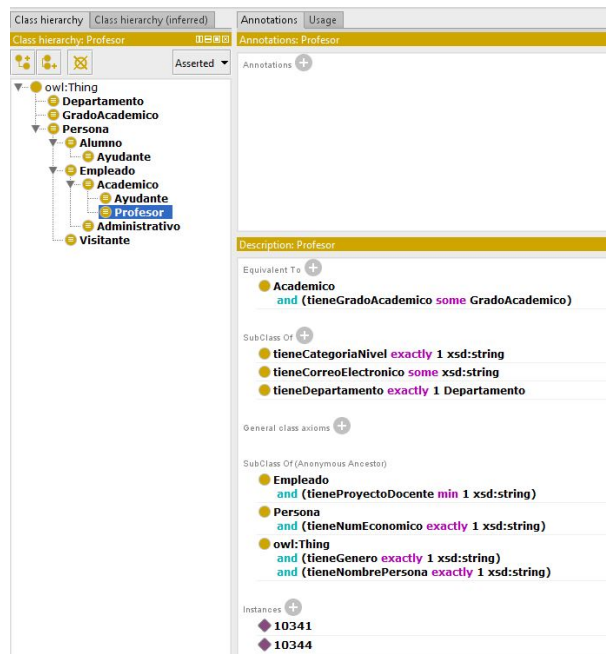 Class hierarchy
Class hierarchy (inferred)
Class hierarchy: Profesor
Asserted
owl:Thing
Departamento
GradoAcademico
Persona
Alumno
Ayudante
Empleado
Academico
Ayudante
Profesor
Administrativo
Visitante
Annotations
Usage
Annotations: Profesor
Annotations
Description: Profesor
Equivalent To
Academico
and (tieneGradoAcademico some GradoAcademico)
SubClass Of
tieneCategoriaNivel exactly 1 xsd:string
tieneCorreoElectronico some xsd:string
tieneDepartamento exactly 1 Departamento
General class axioms
SubClass Of (Anonymous Ancestor)
Empleado
and (tieneProyectoDocente min 1 xsd:string)
Persona
and (tieneNumEconomico exactly 1 xsd:string)
owl:Thing
and (tieneGenero exactly 1 xsd:string)
and (tieneNombrePersona exactly 1 xsd:string)
Instances
10341
10344